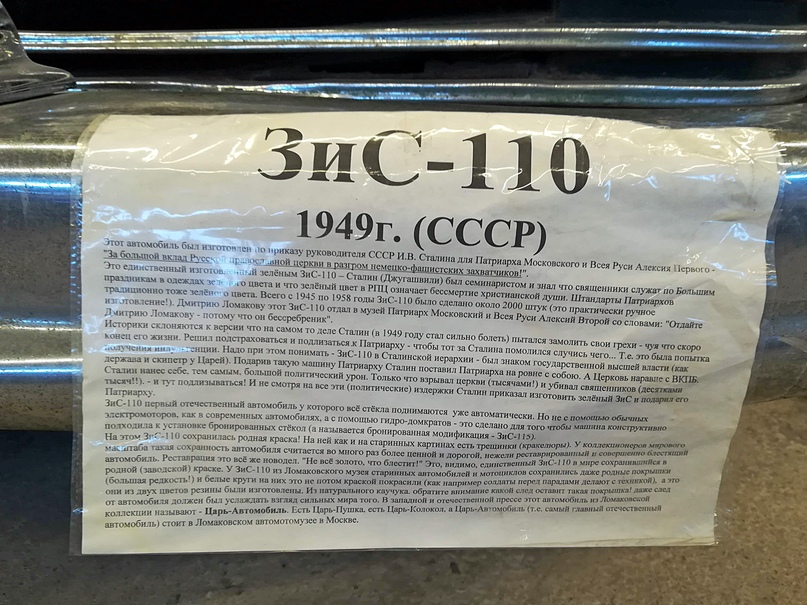 ЗиС-110
1949г. (СССР)
Этот автомобиль был изготовлен по приказу руководителя СССР И.В. Сталина для Патриарха Московского и Всея Руси Алексия Первого -
"За большой вклад Русской православной церкви в разгром немецко-фашистских захватчиков!".
Это единственный изготовленный зелёным ЗиС-110 – Сталин (Джугашвили) был семинаристом и знал что священники служат по Большим
праздникам в одеждах зелёного цвета и что зелёный цвет в РПЦ означает бессмертие христианской души. Штандарты Патриархов
традиционно тоже зелёного цвета. Всего с 1945 по 1958 годы ЗиС-110 было сделано около 2000 штук (это практически ручное
изготовление!). Дмитрию Ломакову этот ЗиС-110 отдал в музей Патриарх Московский и Всея Руси Алексий Второй со словами: "Отдайте
Дмитрию Ломакову - потому что он бессребреник".
Историки склоняются к версии что на самом то деле Сталин (в 1949 году стал сильно болеть) пытался замолить свои грехи - чуя что скоро
конец его жизни. Решил подстраховаться и подлизаться к Патриарху - чтобы тот за Сталина помолился случись чего... Т.е. это была попытка
получения индульгенции. Надо при этом понимать - ЗиС-110 в Сталинской иерархии - был знаком государственной высшей власти (как
держава и скипетр у Царей). Подарив такую машину Патриарху Сталин поставил Патриарха на ровне с собою. А Церковь наравне с ВКПБ.
Сталин нанес себе, тем самым, большой политический урон. Только что взрывал церкви (тысячами!) и убивал священников (десятками
тысяч!!). - и тут подлизываться! И не смотря на все эти (политические) издержки Сталин приказал изготовить зелёный ЗиС и подарил его
Патриарху.
ЗиС-110 первый отечественный автомобиль у которого всё стёкла поднимаются уже автоматически. Но не с помощью обычных
электромоторов, как в современных автомобилях, а с помощью гидро-домкратов - это сделано для того чтобы машина конструктивно
подходила к установке бронированных стёкол (а называется бронированная модификация - ЗиС-115).
На этом ЗиС-110 сохранилась родная краска! На ней как и на старинных картинах есть трещинки (кракелюры). У коллекционеров мирового
масштаба такая сохранность автомобиля считается во много раз более ценной и дорогой, нежели реставрированный и совершенно блестящий
автомобиль. Реставрация это всё же новодел. "Не всё золото, что блестит!" Это, видимо, единственный ЗиС-110 в мире сохранившийся в
родной (заводской) краске. У ЗиС-110 из Ломаковского музея старинных автомобилей и мотоциклов сохранились даже родные покрышки
(большая редкость!) и белые круги на них это не потом краской покрасили (как например солдаты перед парадами делают с техникой), а это
они из двух цветов резины были изготовлены. Из натурального каучука. обратите внимание какой след оставит такая покрышка! даже след
от автомобиля должен был услаждать взгляд сильных мира того. В западной и отечественной прессе этот автомобиль из Ломаковской
коллекции называют - Царь-Автомобиль. Есть Царь-Пушка, есть Царь-Колокол, а Царь-Автомобиль (т.е. самый главный отечественный
автомобиль) стоит в Ломаковском автомотомузее в Москве.